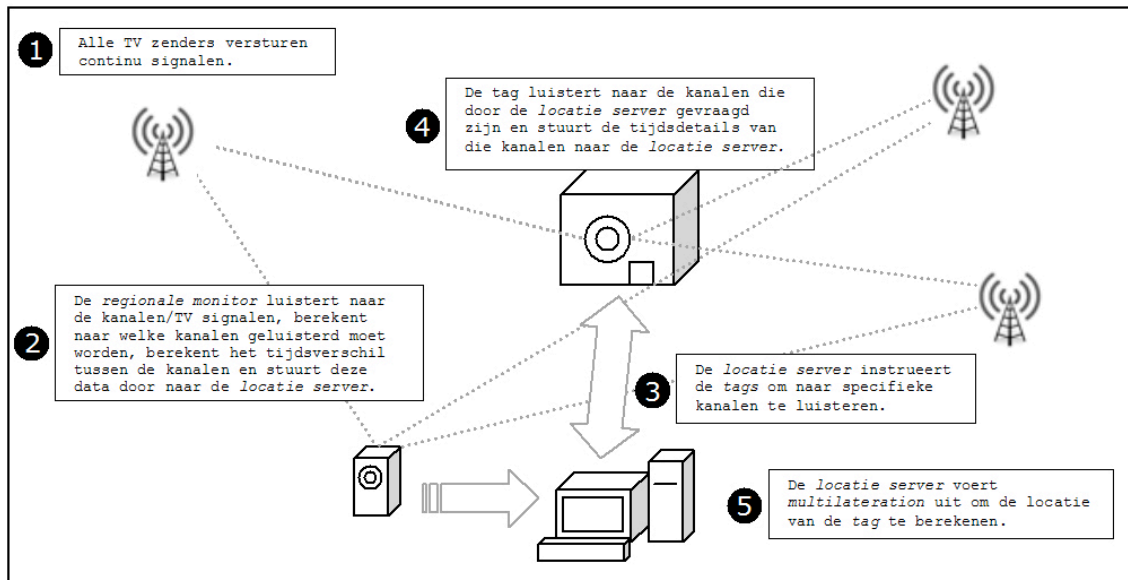 1
Alle TV zenders versturen
continu signalen.
4
De tag luistert naar de kanalen die
door de locatie server gevraagd
zijn en stuurt de tijdsdetails van
die kanalen naar de locatie server.
2
De regionale monitor luistert naar
de kanalen/TV signalen, berekent
naar welke kanalen geluisterd moet
worden, berekent het tijdsverschil
tussen de kanalen en stuurt deze
data door naar de locatie server.
3
De locatie server instrueert
de tags om naar specifieke
kanalen te luisteren.
5
De locatie server voert
multilateration uit om de locatie
van de tag te berekenen.